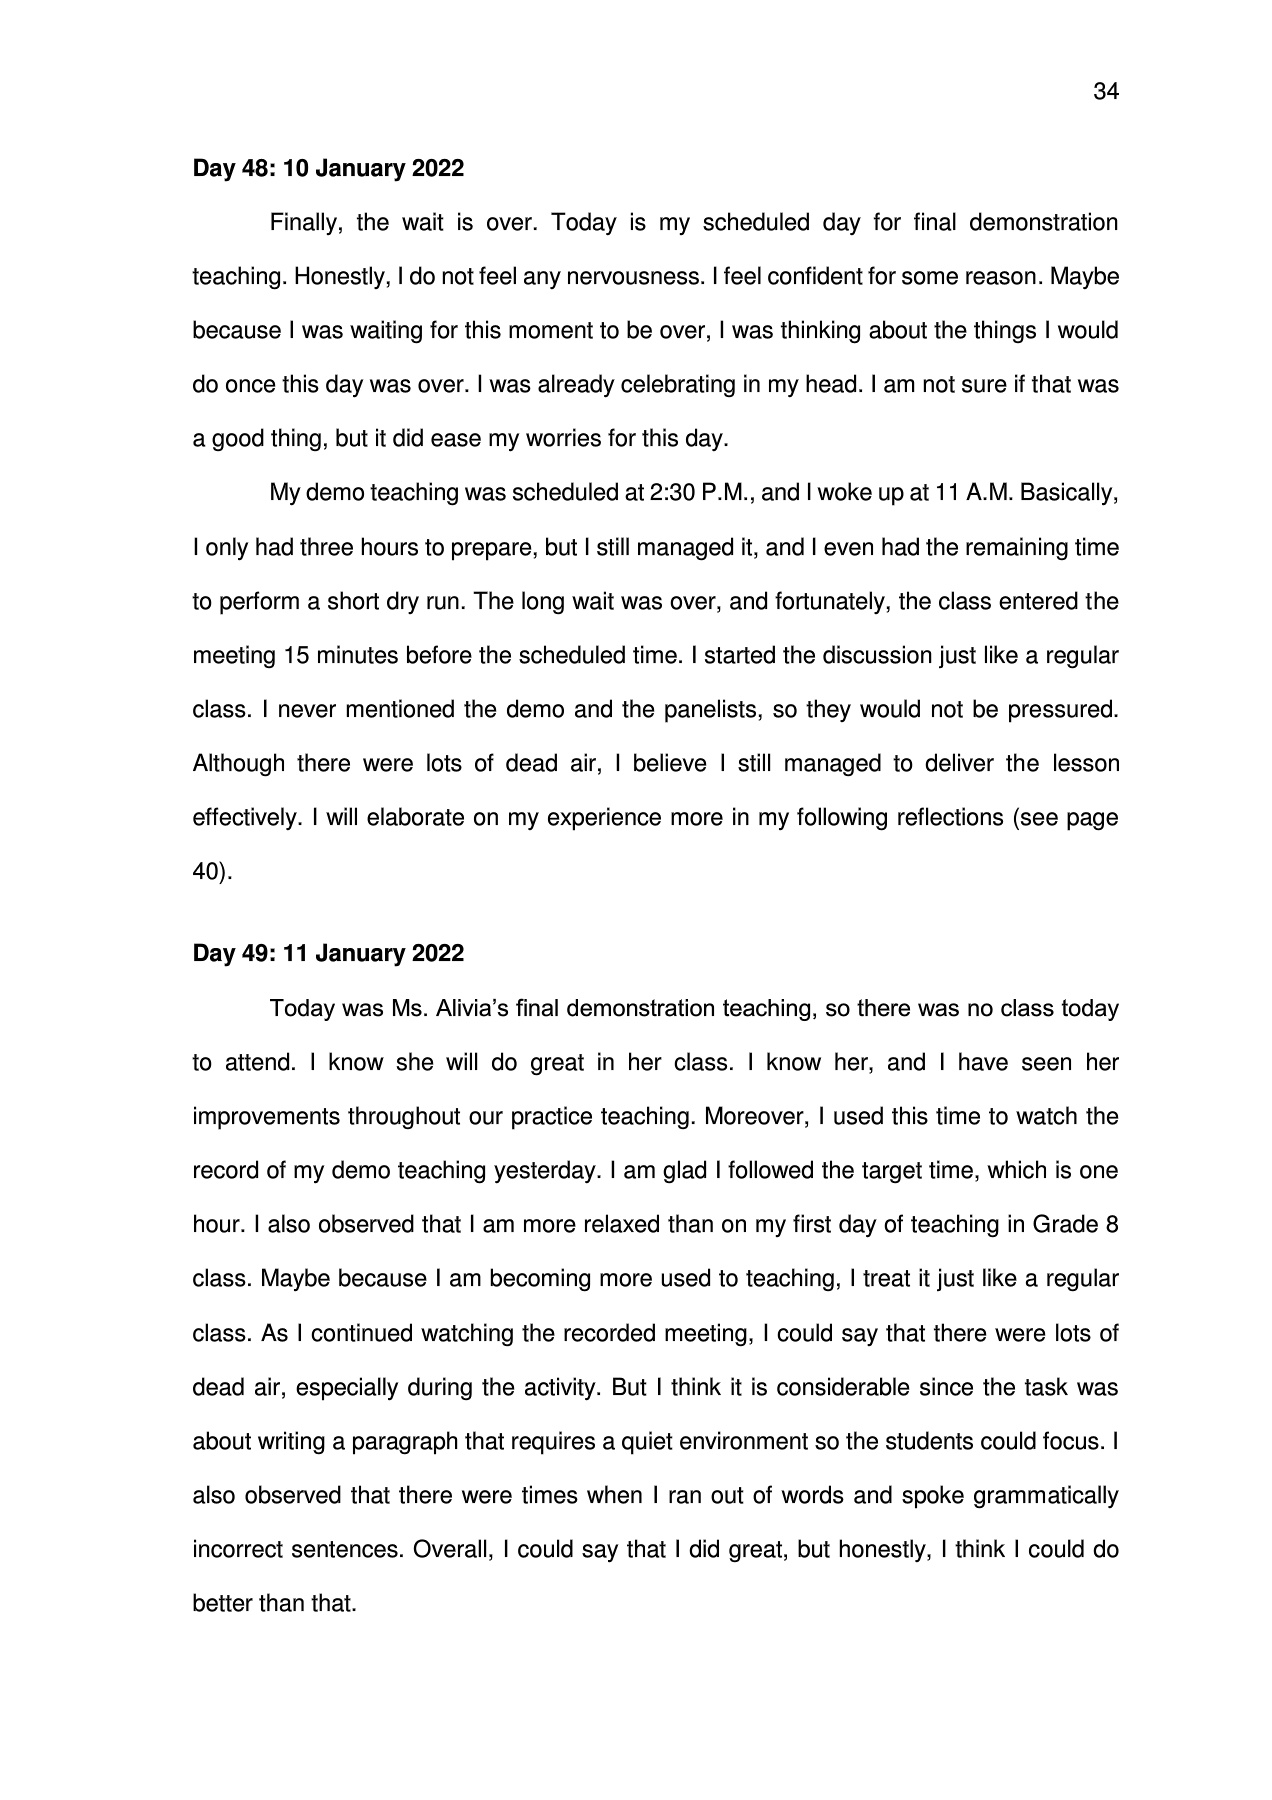 34
Day 48: 10 January 2022
Finally, the wait is over. Today is my scheduled day for final demonstration
teaching. Honestly, I do not feel any nervousness. I feel confident for some reason. Maybe
because I was waiting for this moment to be over, I was thinking about the things I would
do once this day was over. I was already celebrating in my head. I am not sure if that was
a good thing, but it did ease my worries for this day.
My demo teaching was scheduled at 2:30 P.M., and I woke up at 11 A.M. Basically,
I only had three hours to prepare, but I still managed it, and I even had the remaining time
to perform a short dry run. The long wait was over, and fortunately, the class entered the
meeting 15 minutes before the scheduled time. I started the discussion just like a regular
class. I never mentioned the demo and the panelists, so they would not be pressured.
Although there were lots of dead air, I believe I still managed to deliver the lesson
effectively. I will elaborate on my experience more in my following reflections (see page
40).
Day 49: 11 January 2022
Today was Ms. Alivia’s final demonstration teaching, so there was no class today
to attend. I know she will do great in her class. I know her, and I have seen her
improvements throughout our practice teaching. Moreover, I used this time to watch the
record of my demo teaching yesterday. I am glad I followed the target time, which is one
hour. I also observed that I am more relaxed than on my first day of teaching in Grade 8
class. Maybe because I am becoming more used to teaching, I treat it just like a regular
class. As I continued watching the recorded meeting, I could say that there were lots of
dead air, especially during the activity. But I think it is considerable since the task was
about writing a paragraph that requires a quiet environment so the students could focus. I
also observed that there were times when I ran out of words and spoke grammatically
incorrect sentences. Overall, I could say that I did great, but honestly, I think I could do
better than that.